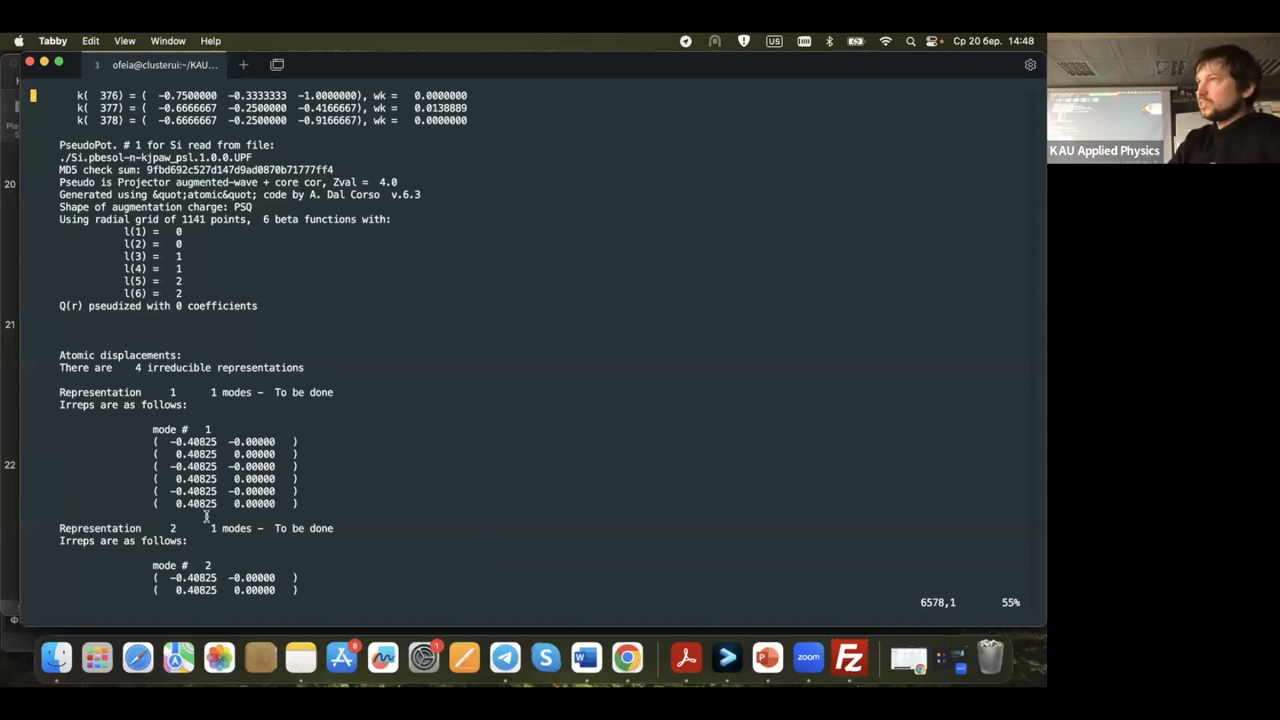 Tabby Edit View Window Help US Ср 20 бер. 14:48
1 ofeia@clusterui:~/KAU...
k( 376) = ( -0.7500000 -0.3333333 -1.0000000), wk = 0.0000000
k( 377) = ( -0.6666667 -0.2500000 -0.4166667), wk = 0.0138889
k( 378) = ( -0.6666667 -0.2500000 -0.9166667), wk = 0.0000000
PseudoPot. # 1 for Si read from file:
./Si.pbesol-n-kjpaw_psl.1.0.0.UPF
MD5 check sum: 9fbd692c527d147d9ad0870b71777ff4
Pseudo is Projector augmented-wave + core cor, Zval = 4.0
Generated using &quot;atomic&quot; code by A. Dal Corso v.6.3
Shape of augmentation charge: PSQ
Using radial grid of 1141 points, 6 beta functions with:
l(1) = 0
l(2) = 0
l(3) = 1
l(4) = 1
l(5) = 2
l(6) = 2
Q(r) pseudized with 0 coefficients
Atomic displacements:
There are 4 irreducible representations
Representation 1 1 modes - To be done
Irreps are as follows:
mode # 1
( -0.40825 -0.00000 )
( 0.40825 0.00000 )
( -0.40825 -0.00000 )
( 0.40825 0.00000 )
( -0.40825 -0.00000 )
( 0.40825 0.00000 )
Representation 2 1 modes - To be done
Irreps are as follows:
mode # 2
( -0.40825 -0.00000 )
( 0.40825 0.00000 )
6578,1 55%
20
21
22
KAU Applied Physics
8
1
zoom